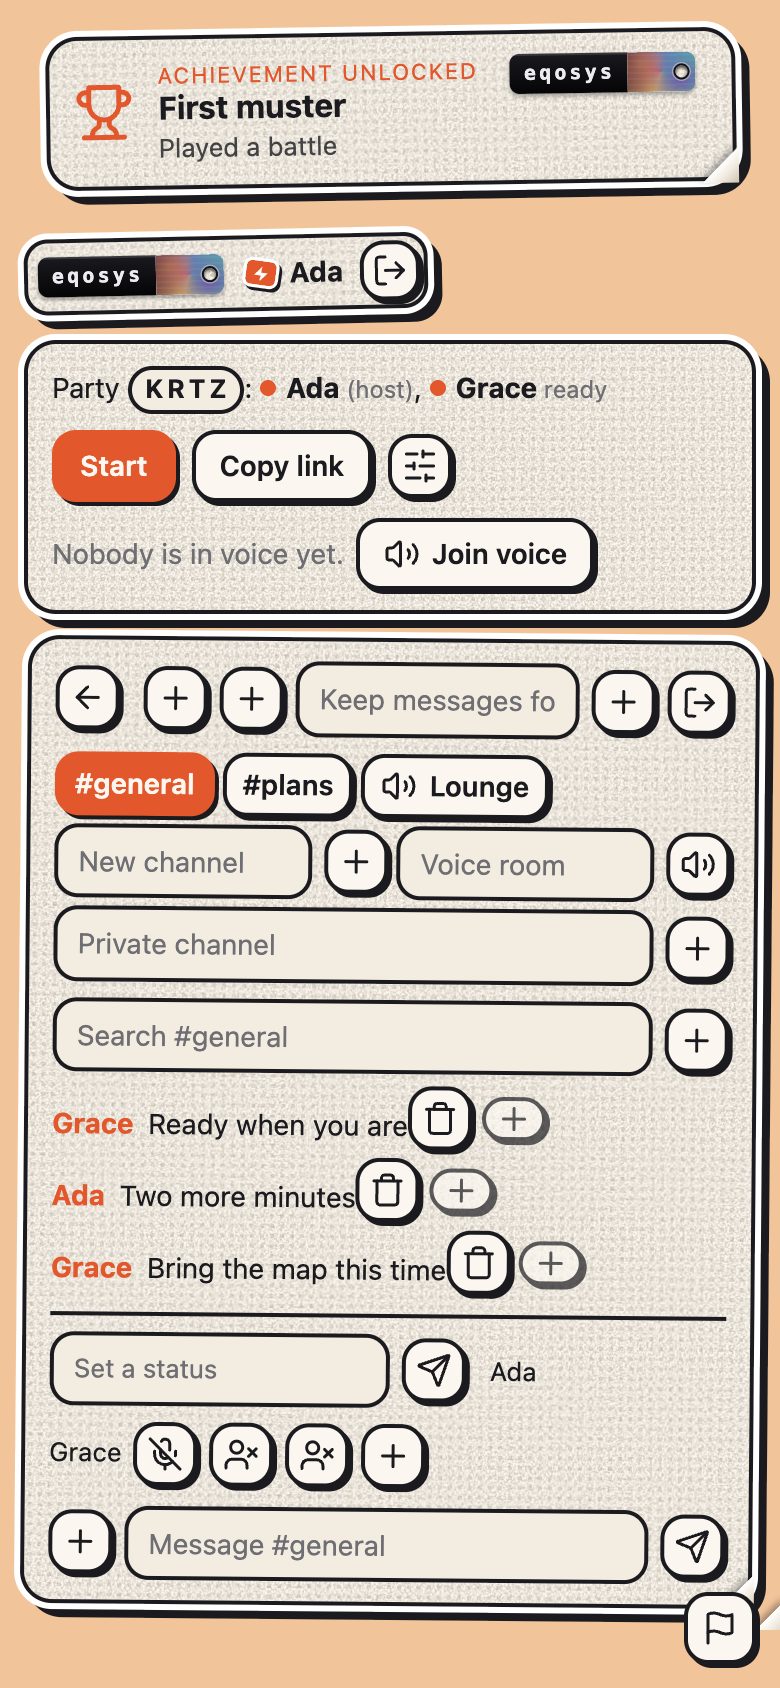 ACHIEVEMENT UNLOCKED
eqosys
First muster
Played a battle
eqosys Ada
Party KRTZ: Ada (host), Grace ready
Start Copy link
Nobody is in voice yet. Join voice
Keep messages fo
#general #plans Lounge
New channel Voice room
Private channel
Search #general
Grace Ready when you are
Ada Two more minutes
Grace Bring the map this time
Set a status Ada
Grace
Message #general